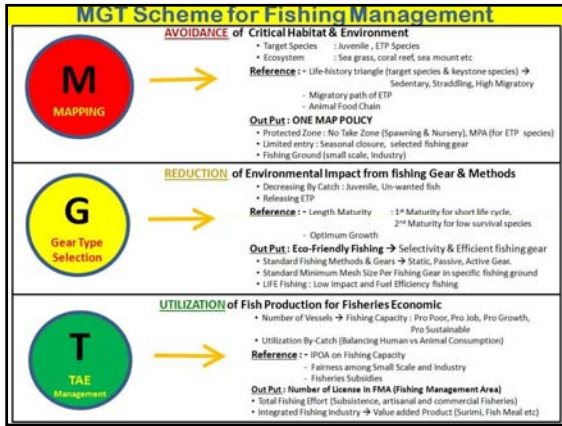 MGT Scheme for Fishing Management
M
MAPPING
AVOIDANCE of Critical Habitat & Environment
• Target Species : Juvenile , ETP Species
• Ecosystem : Sea grass, coral reef, sea mount etc
Reference : - Life-history triangle (target species & keystone species) →
Sedentary, Straddling, High Migratory
- Migratory path of ETP
- Animal Food Chain
Out Put : ONE MAP POLICY
• Protected Zone : No Take Zone (Spawning & Nursery), MPA (for ETP species)
• Limited entry : Seasonal closure, selected fishing gear
• Fishing Ground (small scale, Industry)
G
Gear Type
Selection
REDUCTION of Environmental Impact from fishing Gear & Methods
• Decreasing By Catch : Juvenile, Un-wanted fish
• Releasing ETP
Reference : - Length Maturity : 1st Maturity for short life cycle,
2nd Maturity for low survival species
- Optimum Growth
Out Put : Eco-Friendly Fishing → Selectivity & Efficient fishing gear
• Standard Fishing Methods & Gears → Static, Passive, Active Gear.
• Standard Minimum Mesh Size Per Fishing Gear in specific fishing ground
• LIFE Fishing : Low Impact and Fuel Efficiency fishing
T
TAE
Management
UTILIZATION of Fish Production for Fisheries Economic
• Number of Vessels → Fishing Capacity : Pro Poor, Pro Job, Pro Growth,
Pro Sustainable
• Utilization By-Catch (Balancing Human vs Animal Consumption)
Reference : - IPOA on Fishing Capacity
- Fairness among Small Scale and Industry
- Fisheries Subsidies
Out Put : Number of License in FMA (Fishing Management Area)
• Total Fishing Effort (Subsistence, artisanal and commercial Fisheries)
• Integrated Fishing Industry → Value added Product (Surimi, Fish Meal etc)